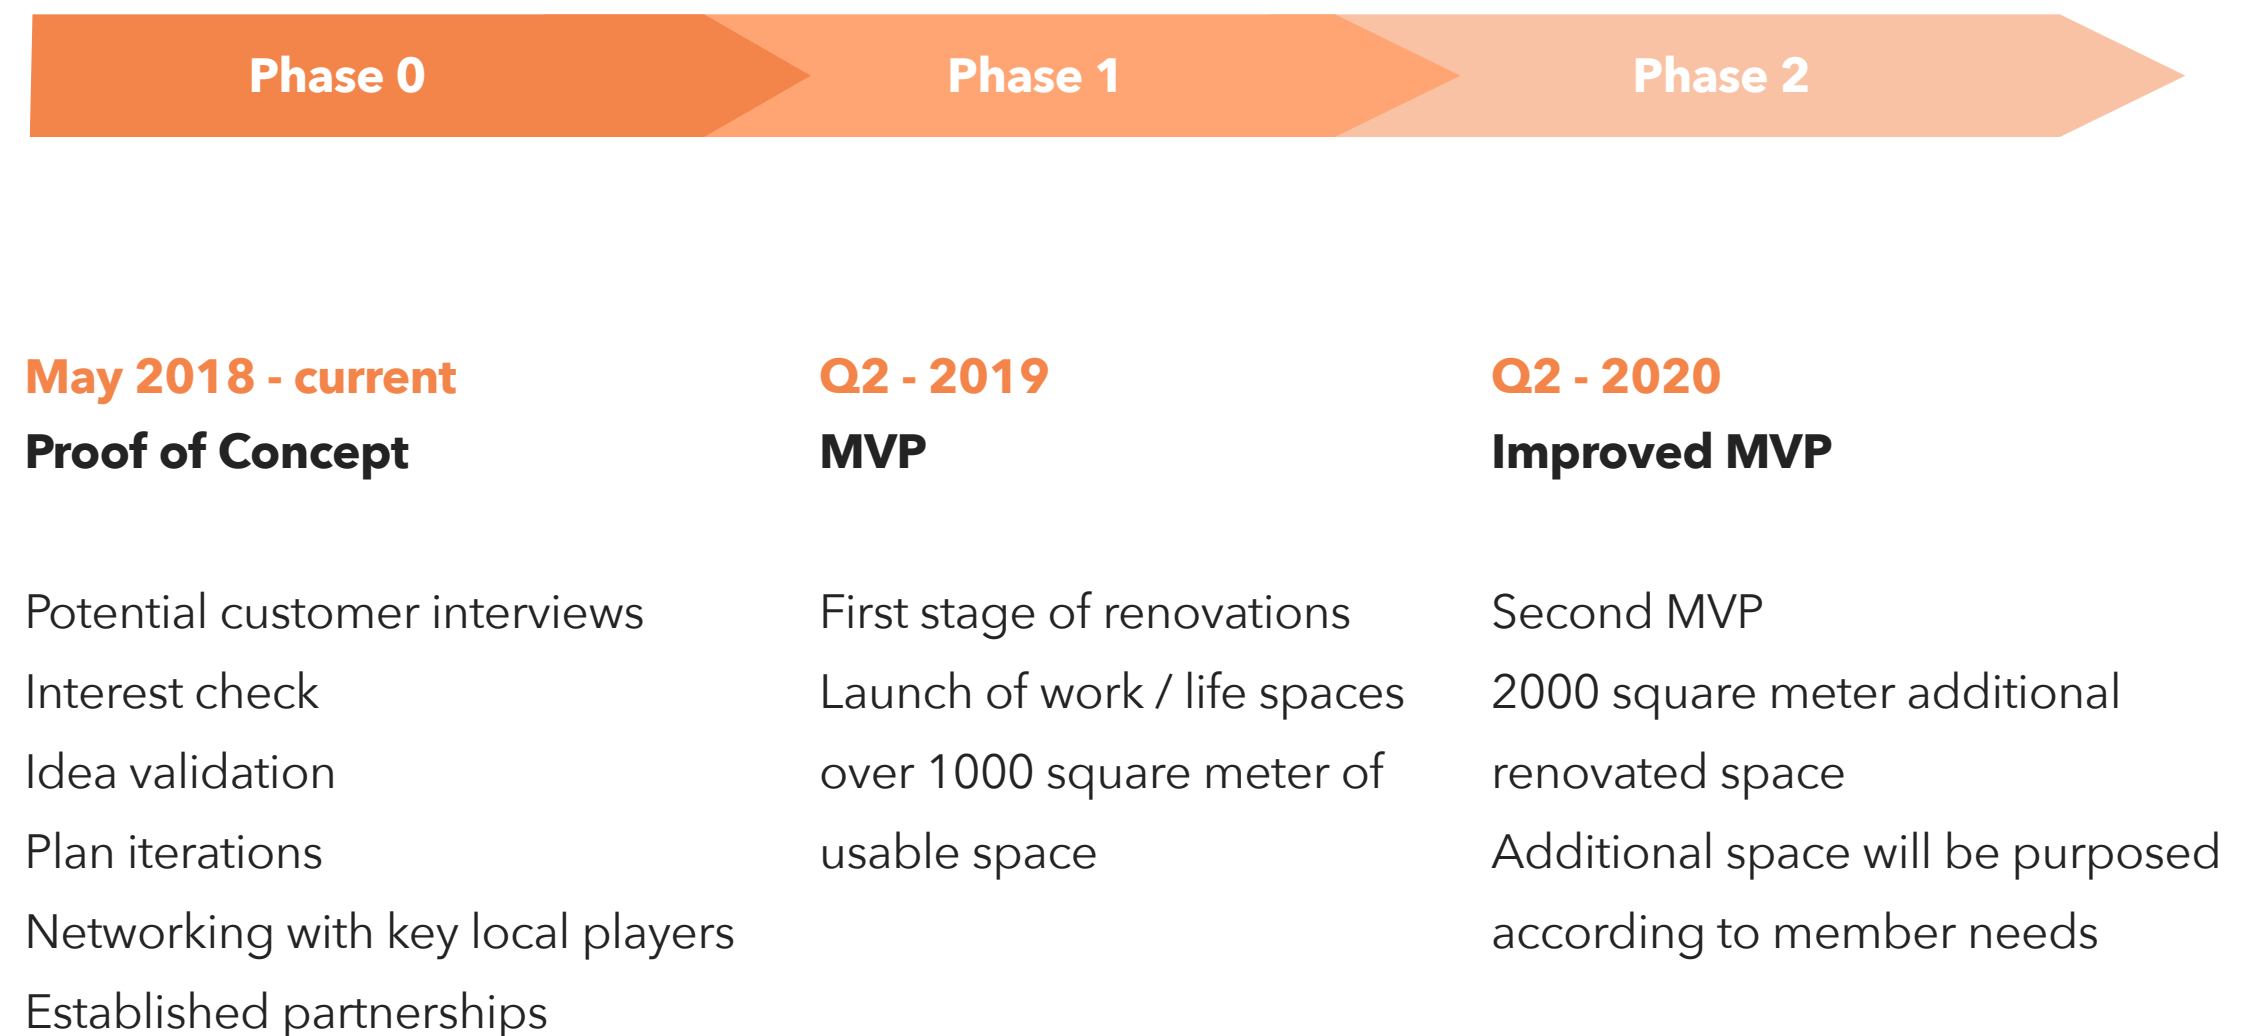 Phase 0
Phase 1
Phase 2
May 2018 - current
Proof of Concept
Potential customer interviews
Interest check
Idea validation
Plan iterations
Networking with key local players
Established partnerships
Q2 - 2019
MVP
First stage of renovations
Launch of work / life spaces
over 1000 square meter of
usable space
Q2 - 2020
Improved MVP
Second MVP
2000 square meter additional
renovated space
Additional space will be purposed
according to member needs